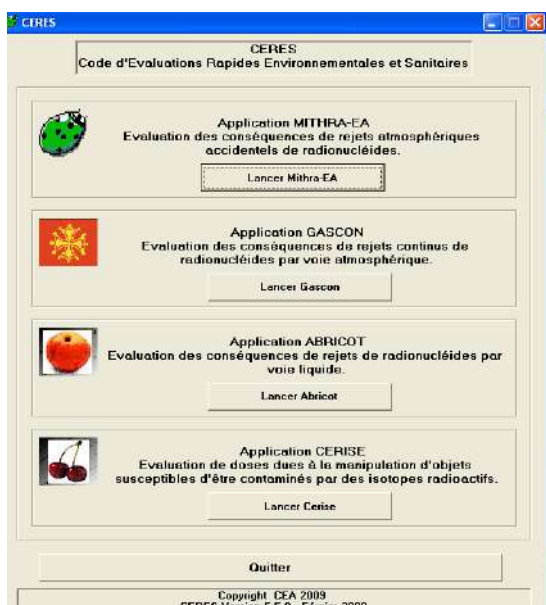 CERES
CERES
Code d'Evaluations Rapides Environnementales et Sanitaires
Application MITHRA-EA
Evaluation des conséquences de rejets atmosphériques
accidentels de radionucléides.
Lancer Mithra-EA
Application GASCON
Evaluation des conséquences de rejets continus de
radionucléides par voie atmosphérique.
Lancer Gascon
Application ABRICOT
Evaluation des conséquences de rejets de radionucléides par
voie liquide.
Lancer Abricot
Application CERISE
Evaluation de doses dues à la manipulation d'objets
susceptibles d'être contaminés par des isotopes radioactifs.
Lancer Cerise
Quitter
Copyright CEA 2009